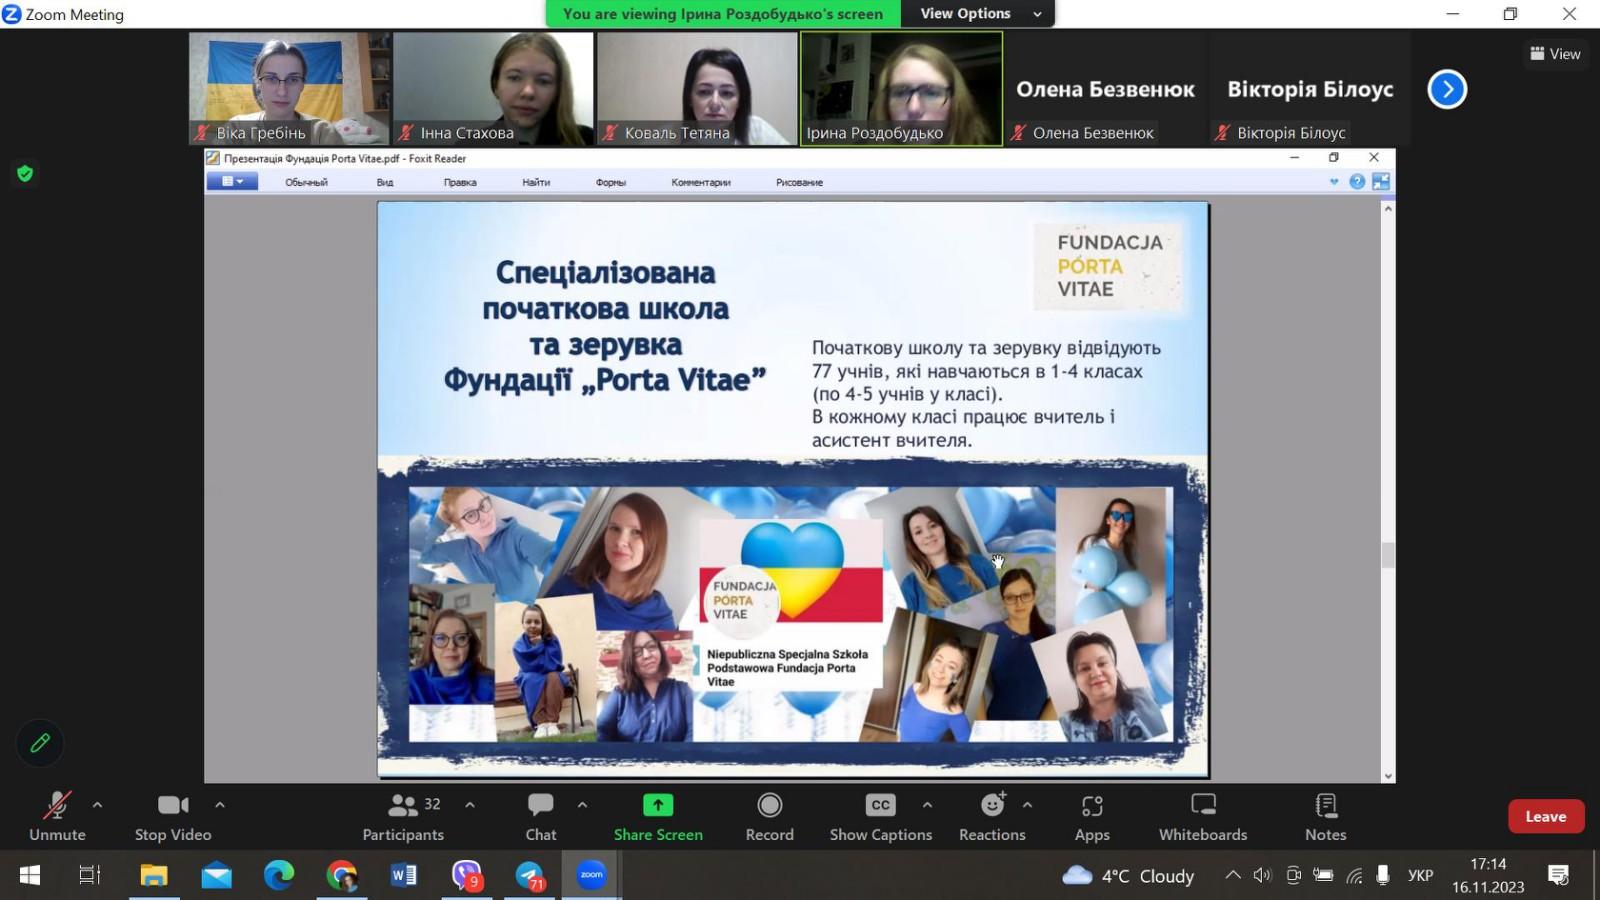 Zoom Meeting
You are viewing Ірина Роздобудько's screen
View Options
View
Віка Гребінь
Інна Стахова
Коваль Тетяна
Ірина Роздобудько
Олена Безвенюк
Олена Безвенюк
Вікторія Білоус
Вікторія Білоус
Презентація Фундація Porta Vitae.pdf - Foxit Reader
Обычный
Вид
Правка
Найти
Формы
Комментарии
Рисование
Спеціалізована
початкова школа
та зерувка
Фундації „Porta Vitae”
FUNDACJA
PORTA
VITAE
Початкову школу та зерувку відвідують
77 учнів, які навчаються в 1-4 класах
(по 4-5 учнів у класі).
В кожному класі працює вчитель і
асистент вчителя.
FUNDACJA
PORTA
VITAE
Niepubliczna Specjalna Szkoła
Podstawowa Fundacja Porta
Vitae
Unmute
Stop Video
32
Participants
Chat
Share Screen
Record
CC
Show Captions
Reactions
Apps
Whiteboards
Notes
Leave
9
71
zoom
4°C Cloudy
УКР
17:14
16.11.2023